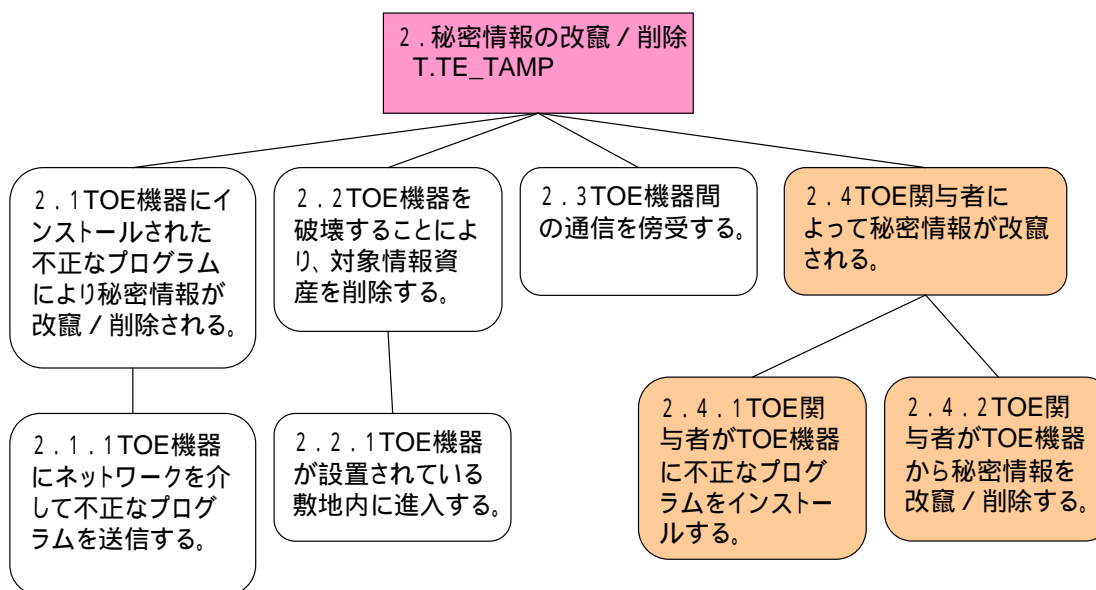 ２．秘密情報の改竄／削除
T.TE_TAMP
２．１TOE機器にイ
ンストールされた
不正なプログラム
により秘密情報が
改竄／削除される。
２．２TOE機器を
破壊することによ
り、対象情報資
産を削除する。
２．３TOE機器間
の通信を傍受する。
２．４TOE関与者に
よって秘密情報が改竄
される。
２．１．１TOE機器
にネットワークを介
して不正なプログ
ラムを送信する。
２．２．１TOE機器
が設置されている
敷地内に進入する。
２．４．１TOE関
与者がTOE機器
に不正なプログ
ラムをインストー
ルする。
２．４．２TOE関
与者がTOE機器
から秘密情報を
改竄／削除する。